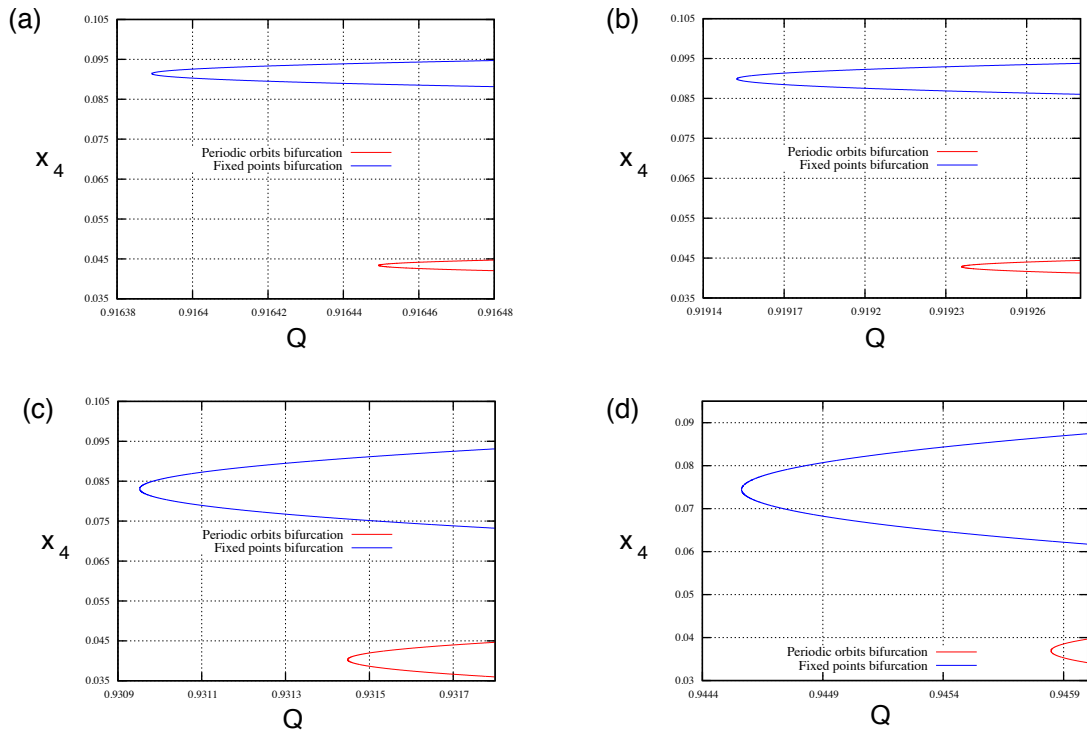 (a)
0.105
0.095
0.085
0.075
0.065
0.055
0.045
0.035
x4
Periodic orbits bifurcation
Fixed points bifurcation
0.91638 0.9164 0.91642 0.91644 0.91646 0.91648
Q
(b)
0.105
0.095
0.085
0.075
0.065
0.055
0.045
0.035
x4
Periodic orbits bifurcation
Fixed points bifurcation
0.91914 0.91917 0.9192 0.91923 0.91926
Q
(c)
0.105
0.095
0.085
0.075
0.065
0.055
0.045
0.035
x4
Periodic orbits bifurcation
Fixed points bifurcation
0.9309 0.9311 0.9313 0.9315 0.9317
Q
(d)
0.09
0.08
0.07
0.06
0.05
0.04
0.03
x4
Periodic orbits bifurcation
Fixed points bifurcation
0.9444 0.9449 0.9454 0.9459
Q